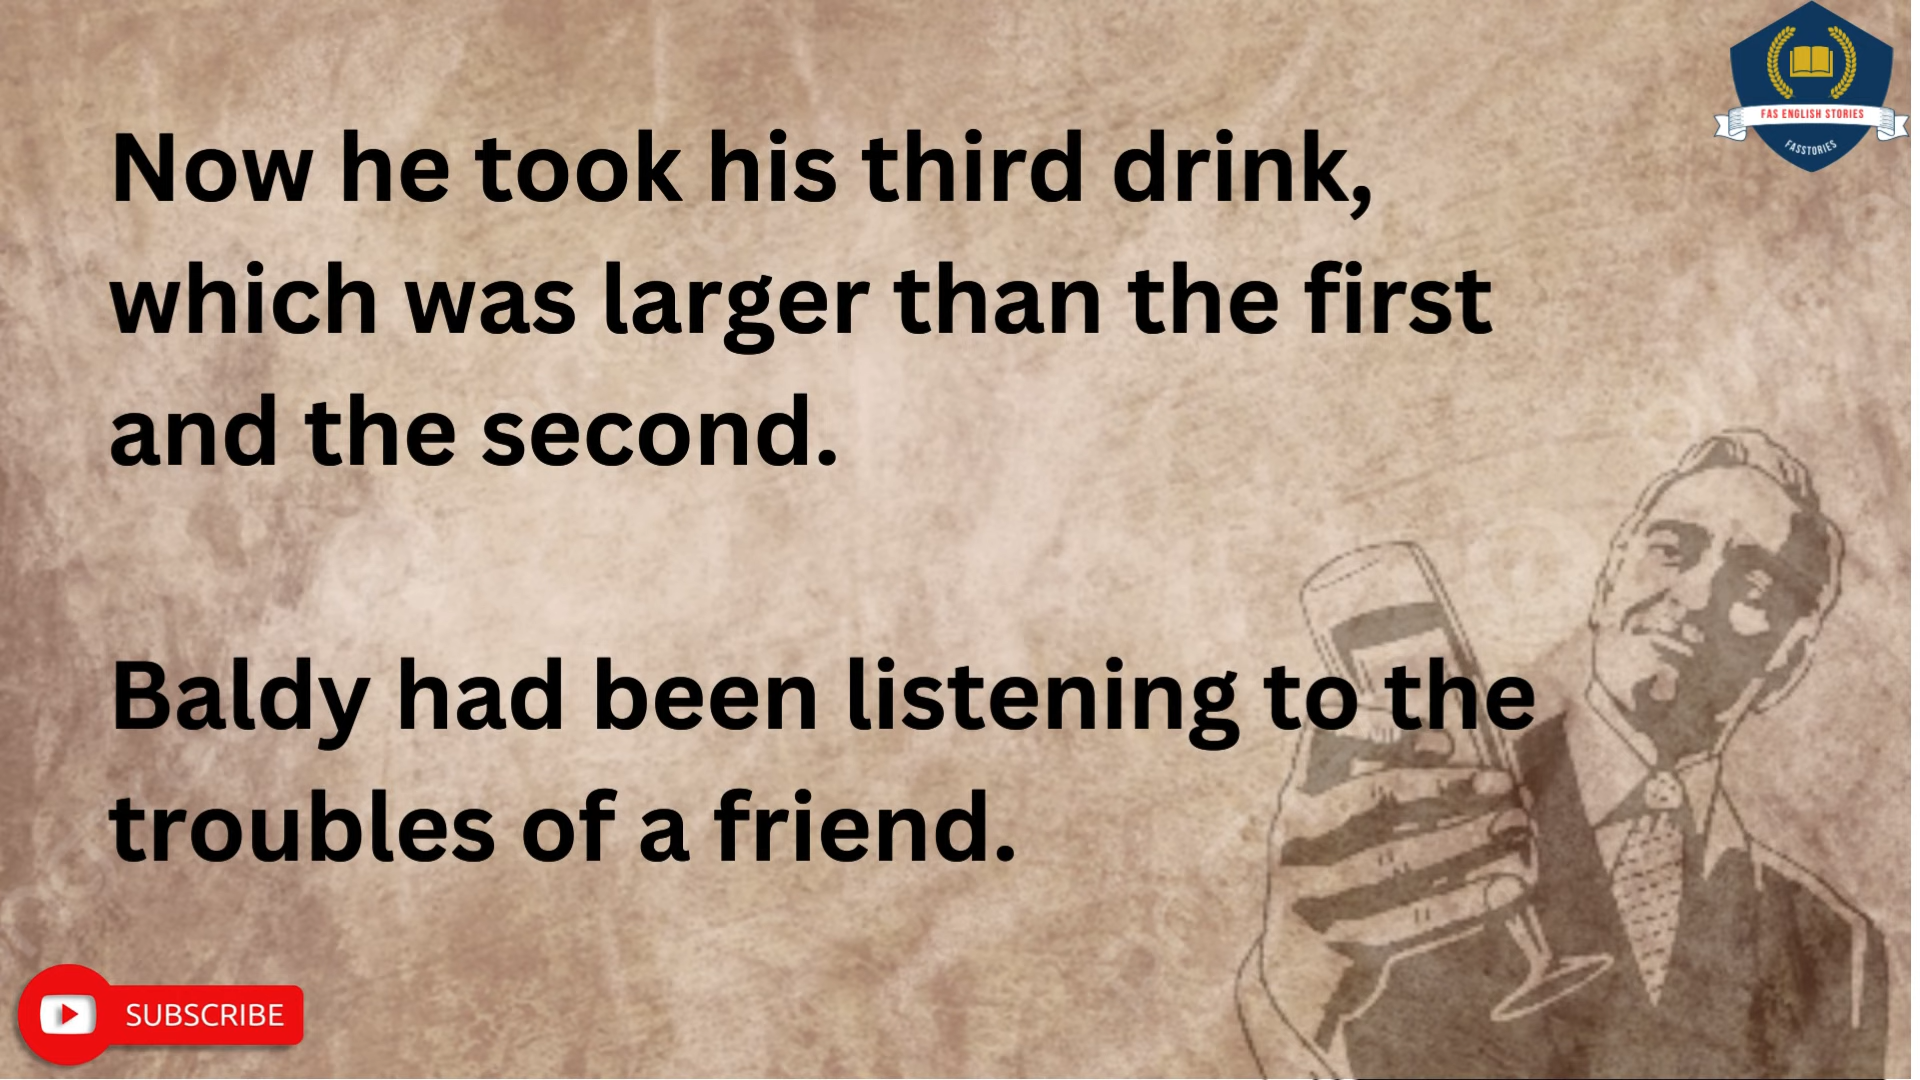 FAS ENGLISH STORIES
FASSTORIES
Now he took his third drink,
which was larger than the first
and the second.
Baldy had been listening to the
troubles of a friend.
SUBSCRIBE